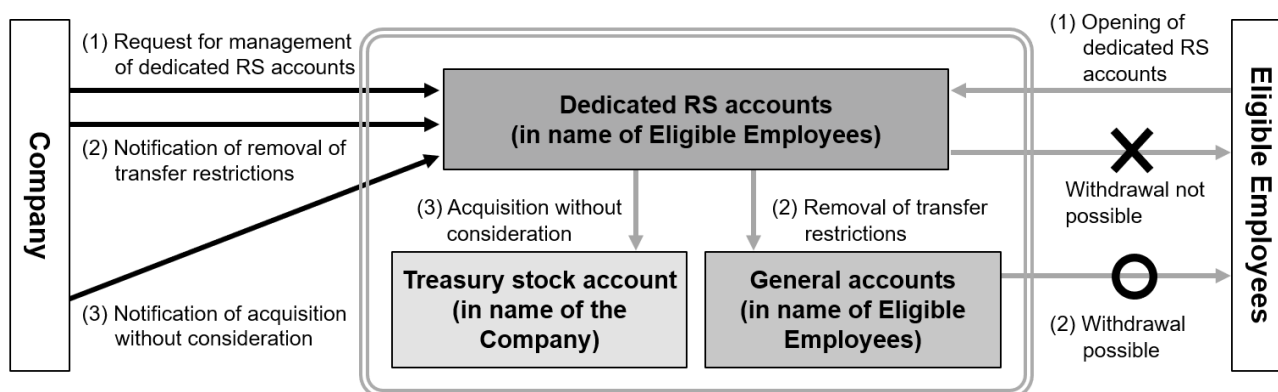 Company
(1) Request for management
of dedicated RS accounts
(2) Notification of removal of
transfer restrictions
(3) Notification of acquisition
without consideration
Dedicated RS accounts
(in name of Eligible Employees)
(3) Acquisition without
consideration
(2) Removal of transfer
restrictions
Treasury stock account
(in name of the
Company)
General accounts
(in name of Eligible
Employees)
(1) Opening of
dedicated RS
accounts
Withdrawal not
possible
(2) Withdrawal
possible
Eligible Employees